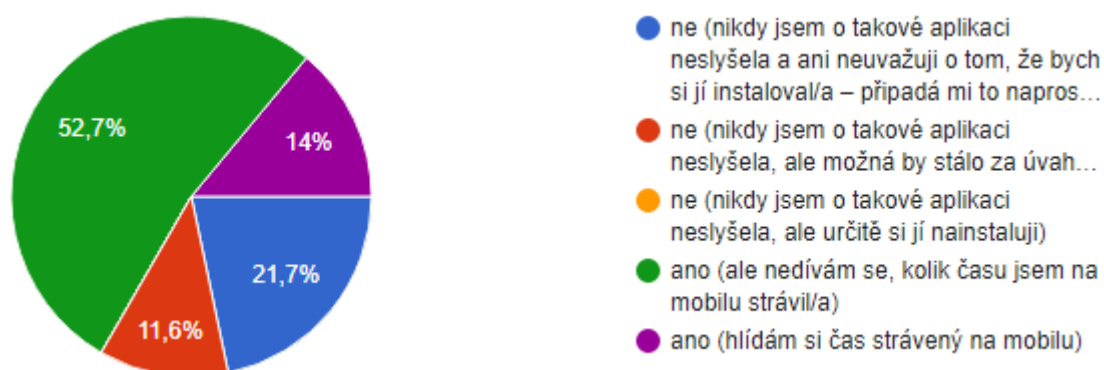 52,7%
14%
21,7%
11,6%
ne (nikdy jsem o takové aplikaci
neslyšela a ani neuvažuji o tom, že bych
si jí instaloval/a – připadá mi to napros...
ne (nikdy jsem o takové aplikaci
neslyšela, ale možná by stálo za úvah...
ne (nikdy jsem o takové aplikaci
neslyšela, ale určitě si jí nainstaluji)
ano (ale nedívám se, kolik času jsem na
mobilu strávil/a)
ano (hlídám si čas strávený na mobilu)